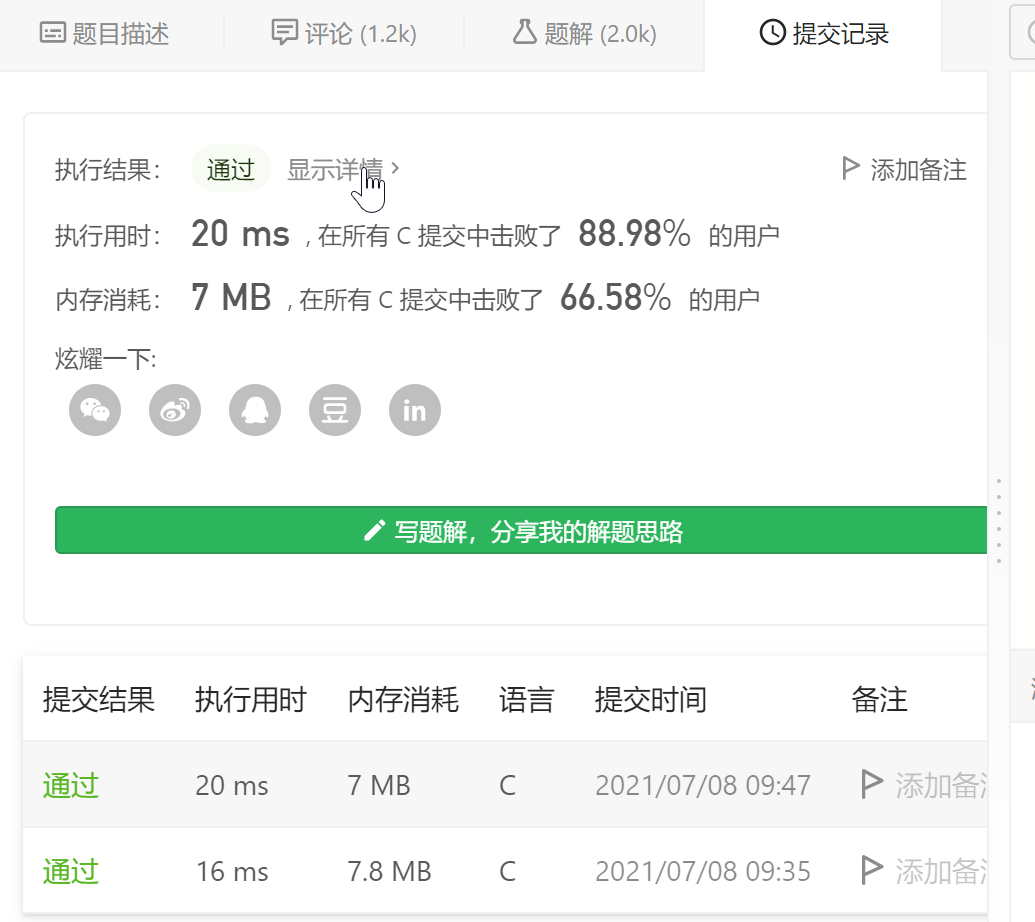 题目描述 评论 (1.2k) 题解 (2.0k) 提交记录
执行结果： 通过 显示详情 添加备注
执行用时： 20 ms , 在所有 C 提交中击败了 88.98% 的用户
内存消耗： 7 MB , 在所有 C 提交中击败了 66.58% 的用户
炫耀一下:
豆 in
写题解，分享我的解题思路
提交结果 执行用时 内存消耗 语言 提交时间 备注
通过 20 ms 7 MB C 2021/07/08 09:47 添加备
通过 16 ms 7.8 MB C 2021/07/08 09:35 添加备